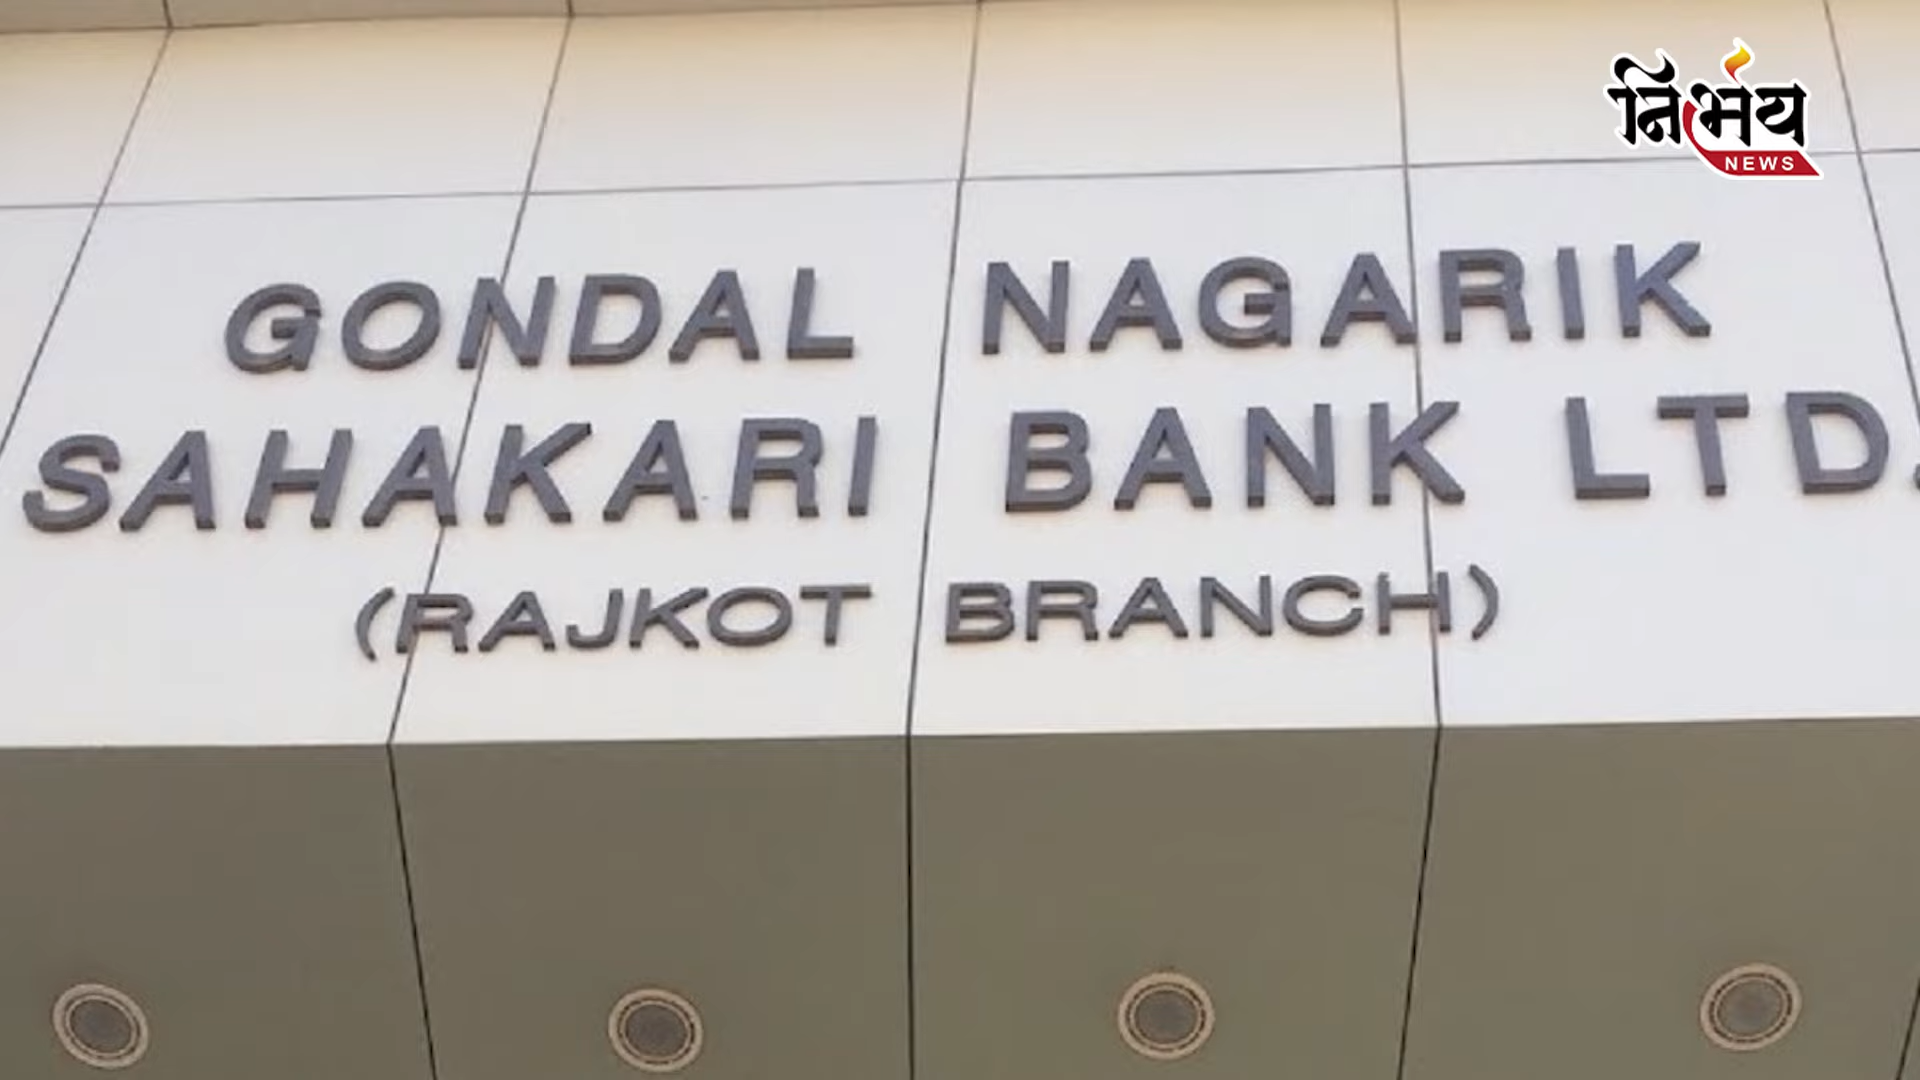 निर्भय
NEWS
GONDAL NAGARIK
SAHAKARI BANK LTD.
(RAJKOT BRANCH)